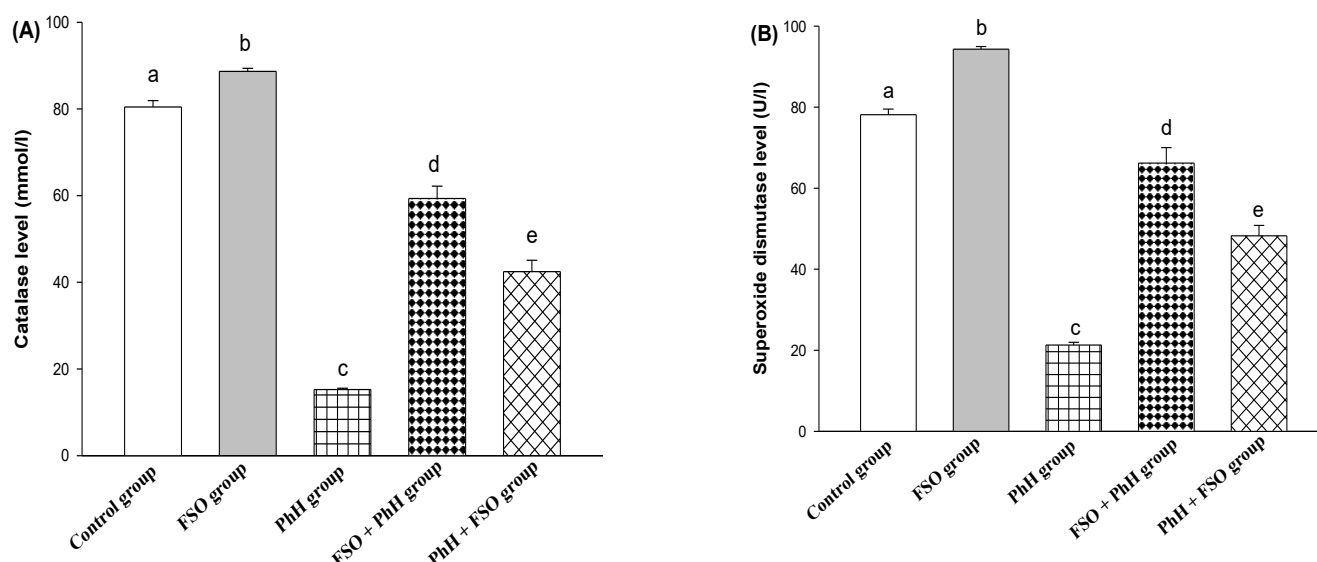 (A)
Catalase level (mmol/l)
100
80
60
40
20
0
a
b
c
d
e
Control group
FSO group
PhH group
FSO + PhH group
PhH + FSO group
(B)
Superoxide dismutase level (U/l)
100
80
60
40
20
0
a
b
c
d
e
Control group
FSO group
PhH group
FSO + PhH group
PhH + FSO group